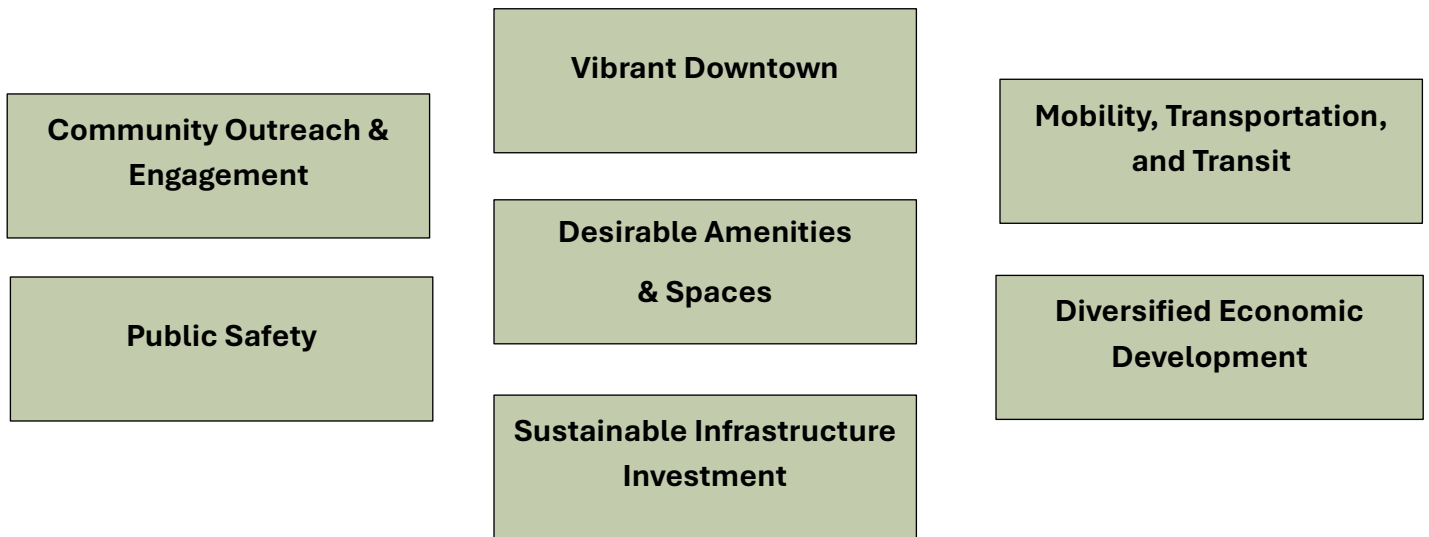 Vibrant Downtown
Community Outreach &
Engagement
Mobility, Transportation,
and Transit
Desirable Amenities
& Spaces
Public Safety
Diversified Economic
Development
Sustainable Infrastructure
Investment